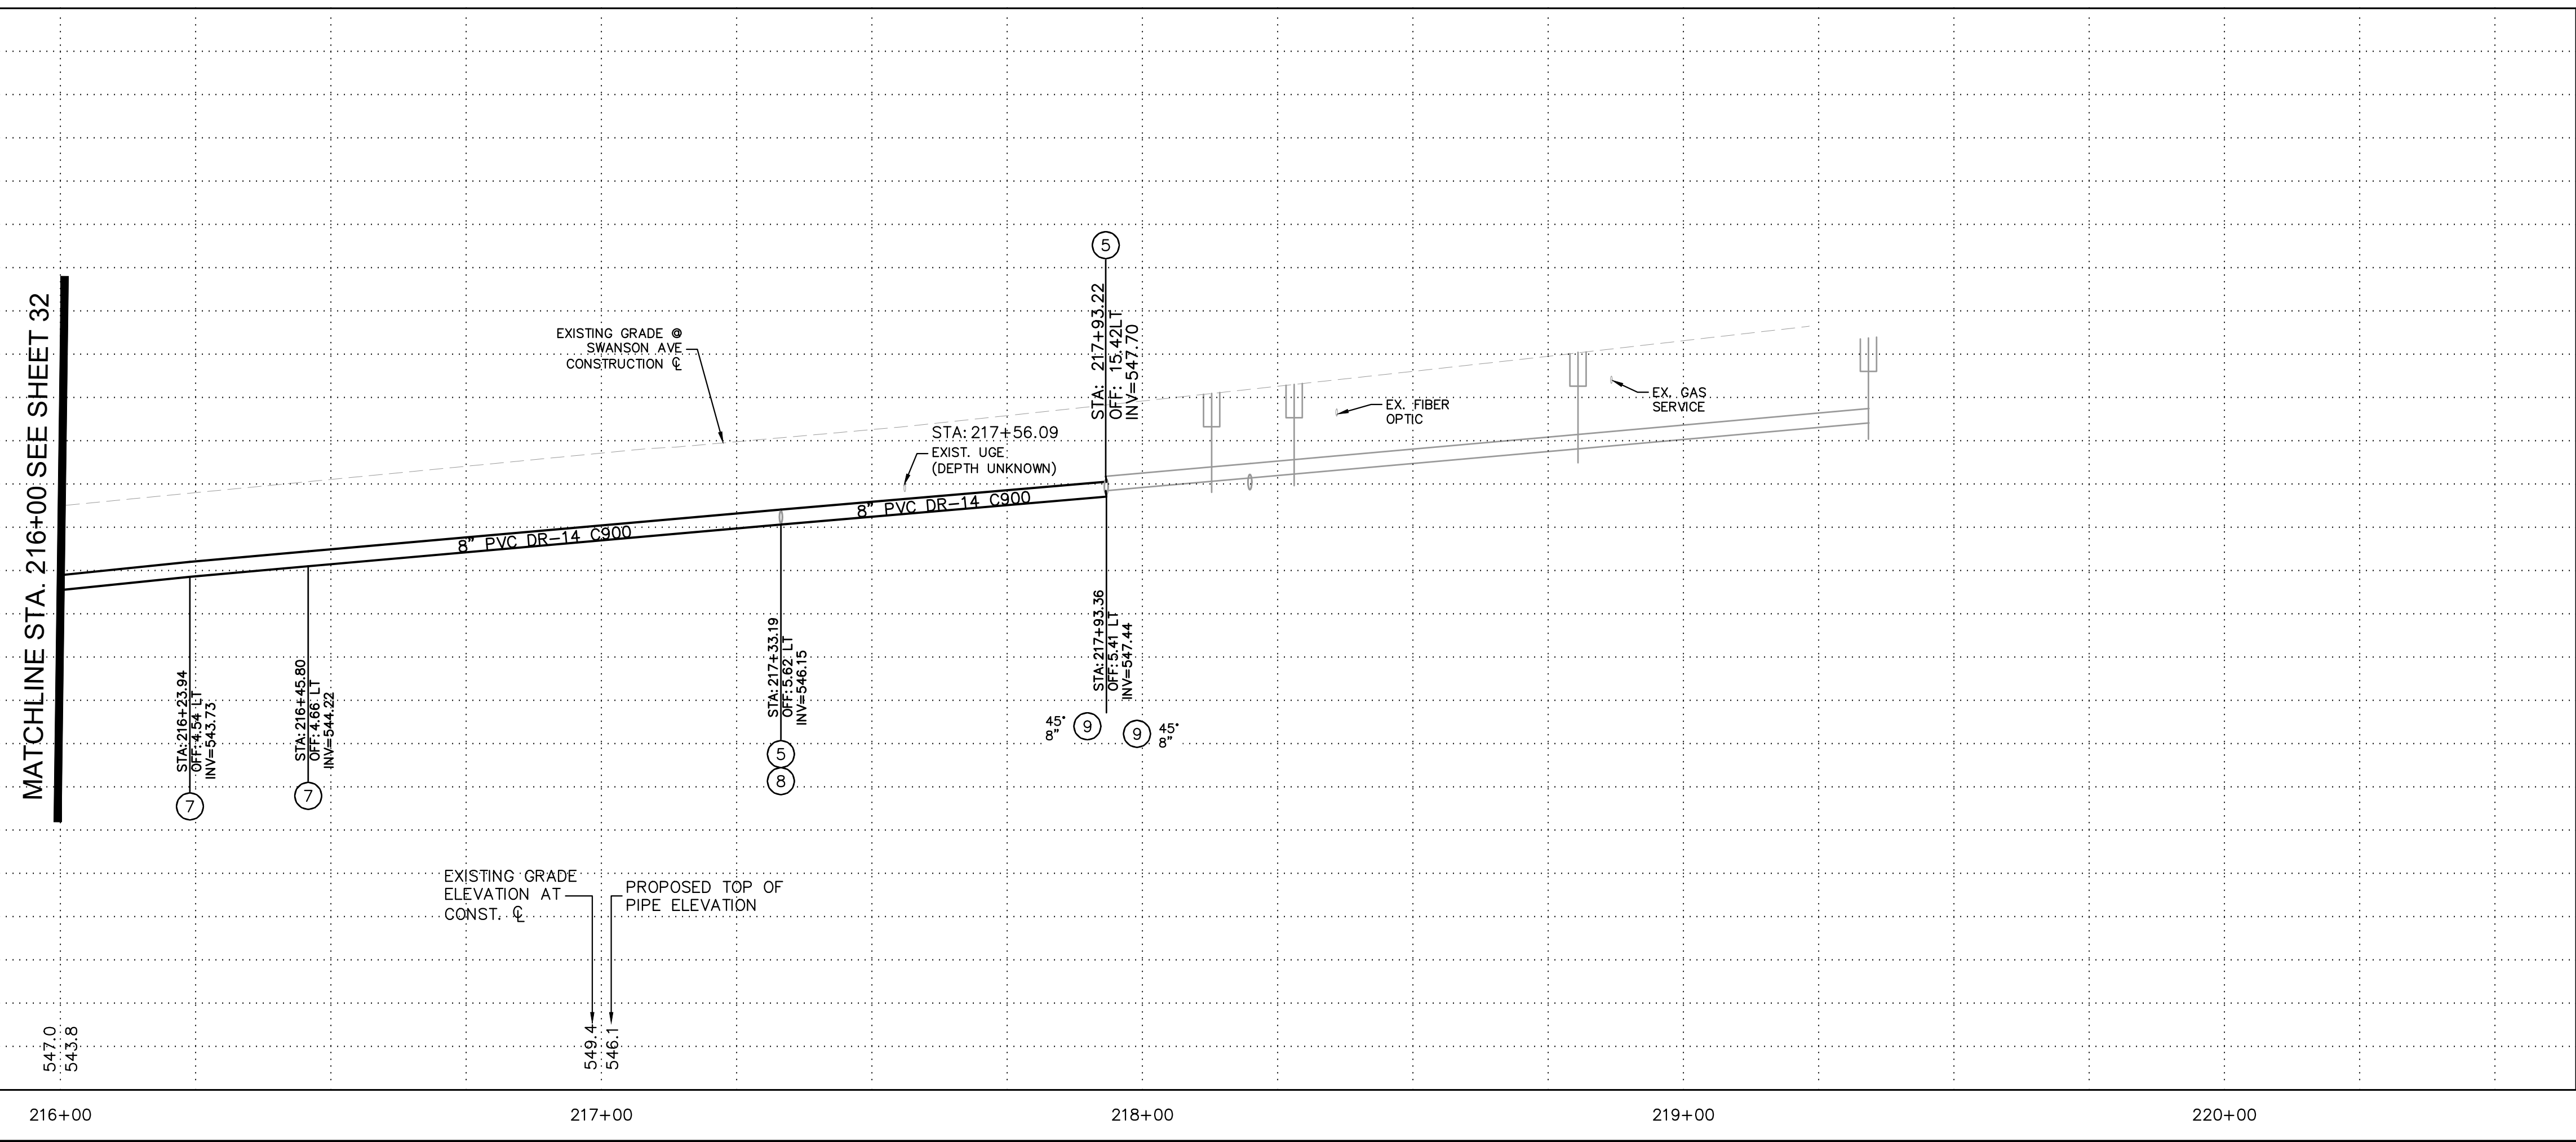 MATCHLINE STA. 216+00 SEE SHEET 32
EXISTING GRADE @
SWANSON AVE
CONSTRUCTION ℄
5
STA: 217+93.22
OFF: 15.42LT
INV=547.70
STA:217+56.09
EXIST. UGE
(DEPTH UNKNOWN)
EX. FIBER
OPTIC
EX. GAS
SERVICE
8" PVC DR-14 C900
8" PVC DR-14 C900
STA:216+23.94
OFF:4.54 LT
INV=543.73
7
STA:216+45.80
OFF:4.66 LT
INV=544.22
7
STA:217+33.19
OFF:5.62 LT
INV=546.15
5
8
STA:217+93.36
OFF:5.41 LT
INV=547.44
45°
8"
9
9
45°
8"
EXISTING GRADE
ELEVATION AT
CONST. ℄
PROPOSED TOP OF
PIPE ELEVATION
547.0
543.8
549.4
546.1
216+00
217+00
218+00
219+00
220+00